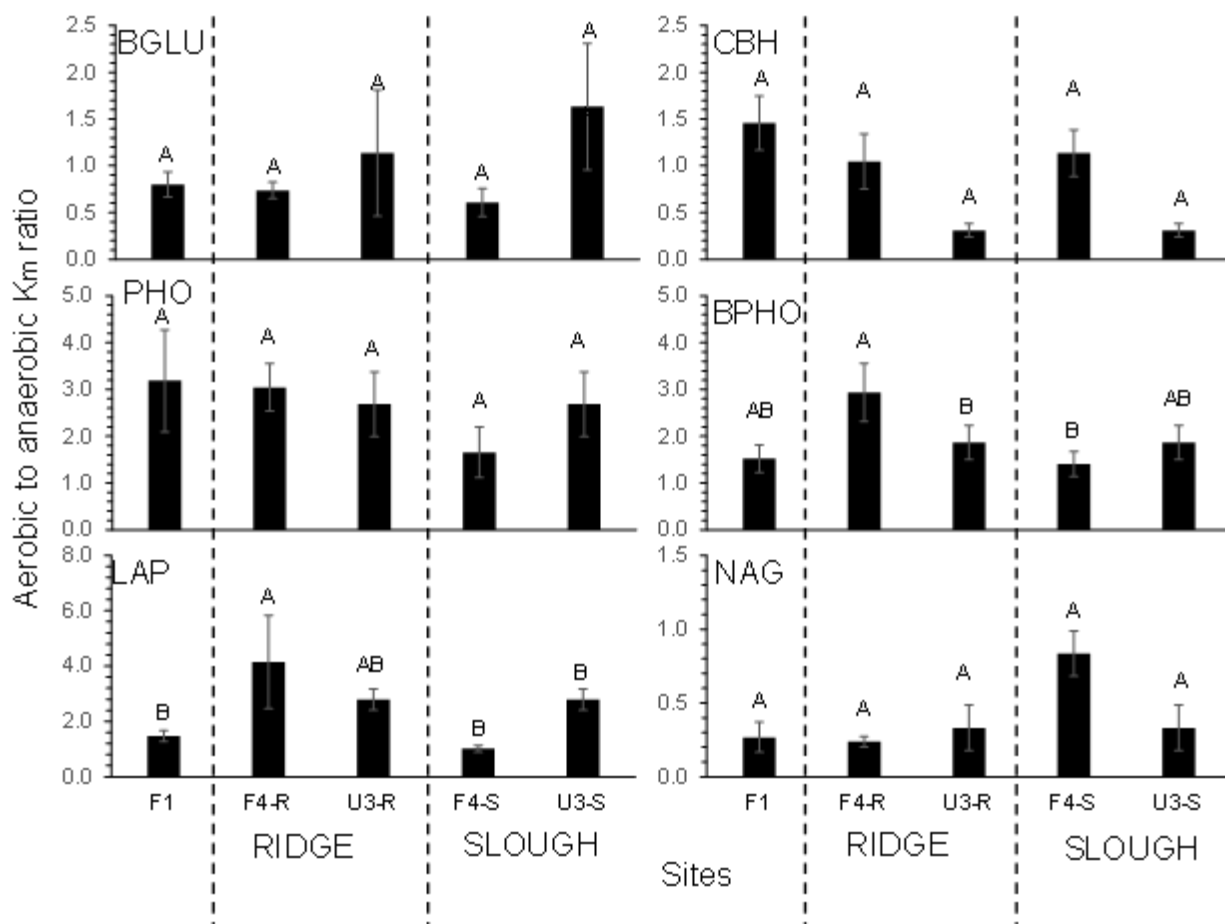 Aerobic to anaerobic Km ratio
BGLU
2.5
2.0
1.5
1.0
0.5
0.0
A
A
A
A
A
CBH
2.5
2.0
1.5
1.0
0.5
0.0
A
A
A
A
A
PHO
5.0
4.0
3.0
2.0
1.0
0.0
A
A
A
A
A
BPHO
5.0
4.0
3.0
2.0
1.0
0.0
AB
A
B
B
AB
LAP
8.0
6.0
4.0
2.0
0.0
B
A
AB
B
B
F1 F4-R U3-R F4-S U3-S
RIDGE SLOUGH
NAG
1.5
1.0
0.5
0.0
A
A
A
A
A
F1 F4-R U3-R F4-S U3-S
RIDGE SLOUGH
Sites